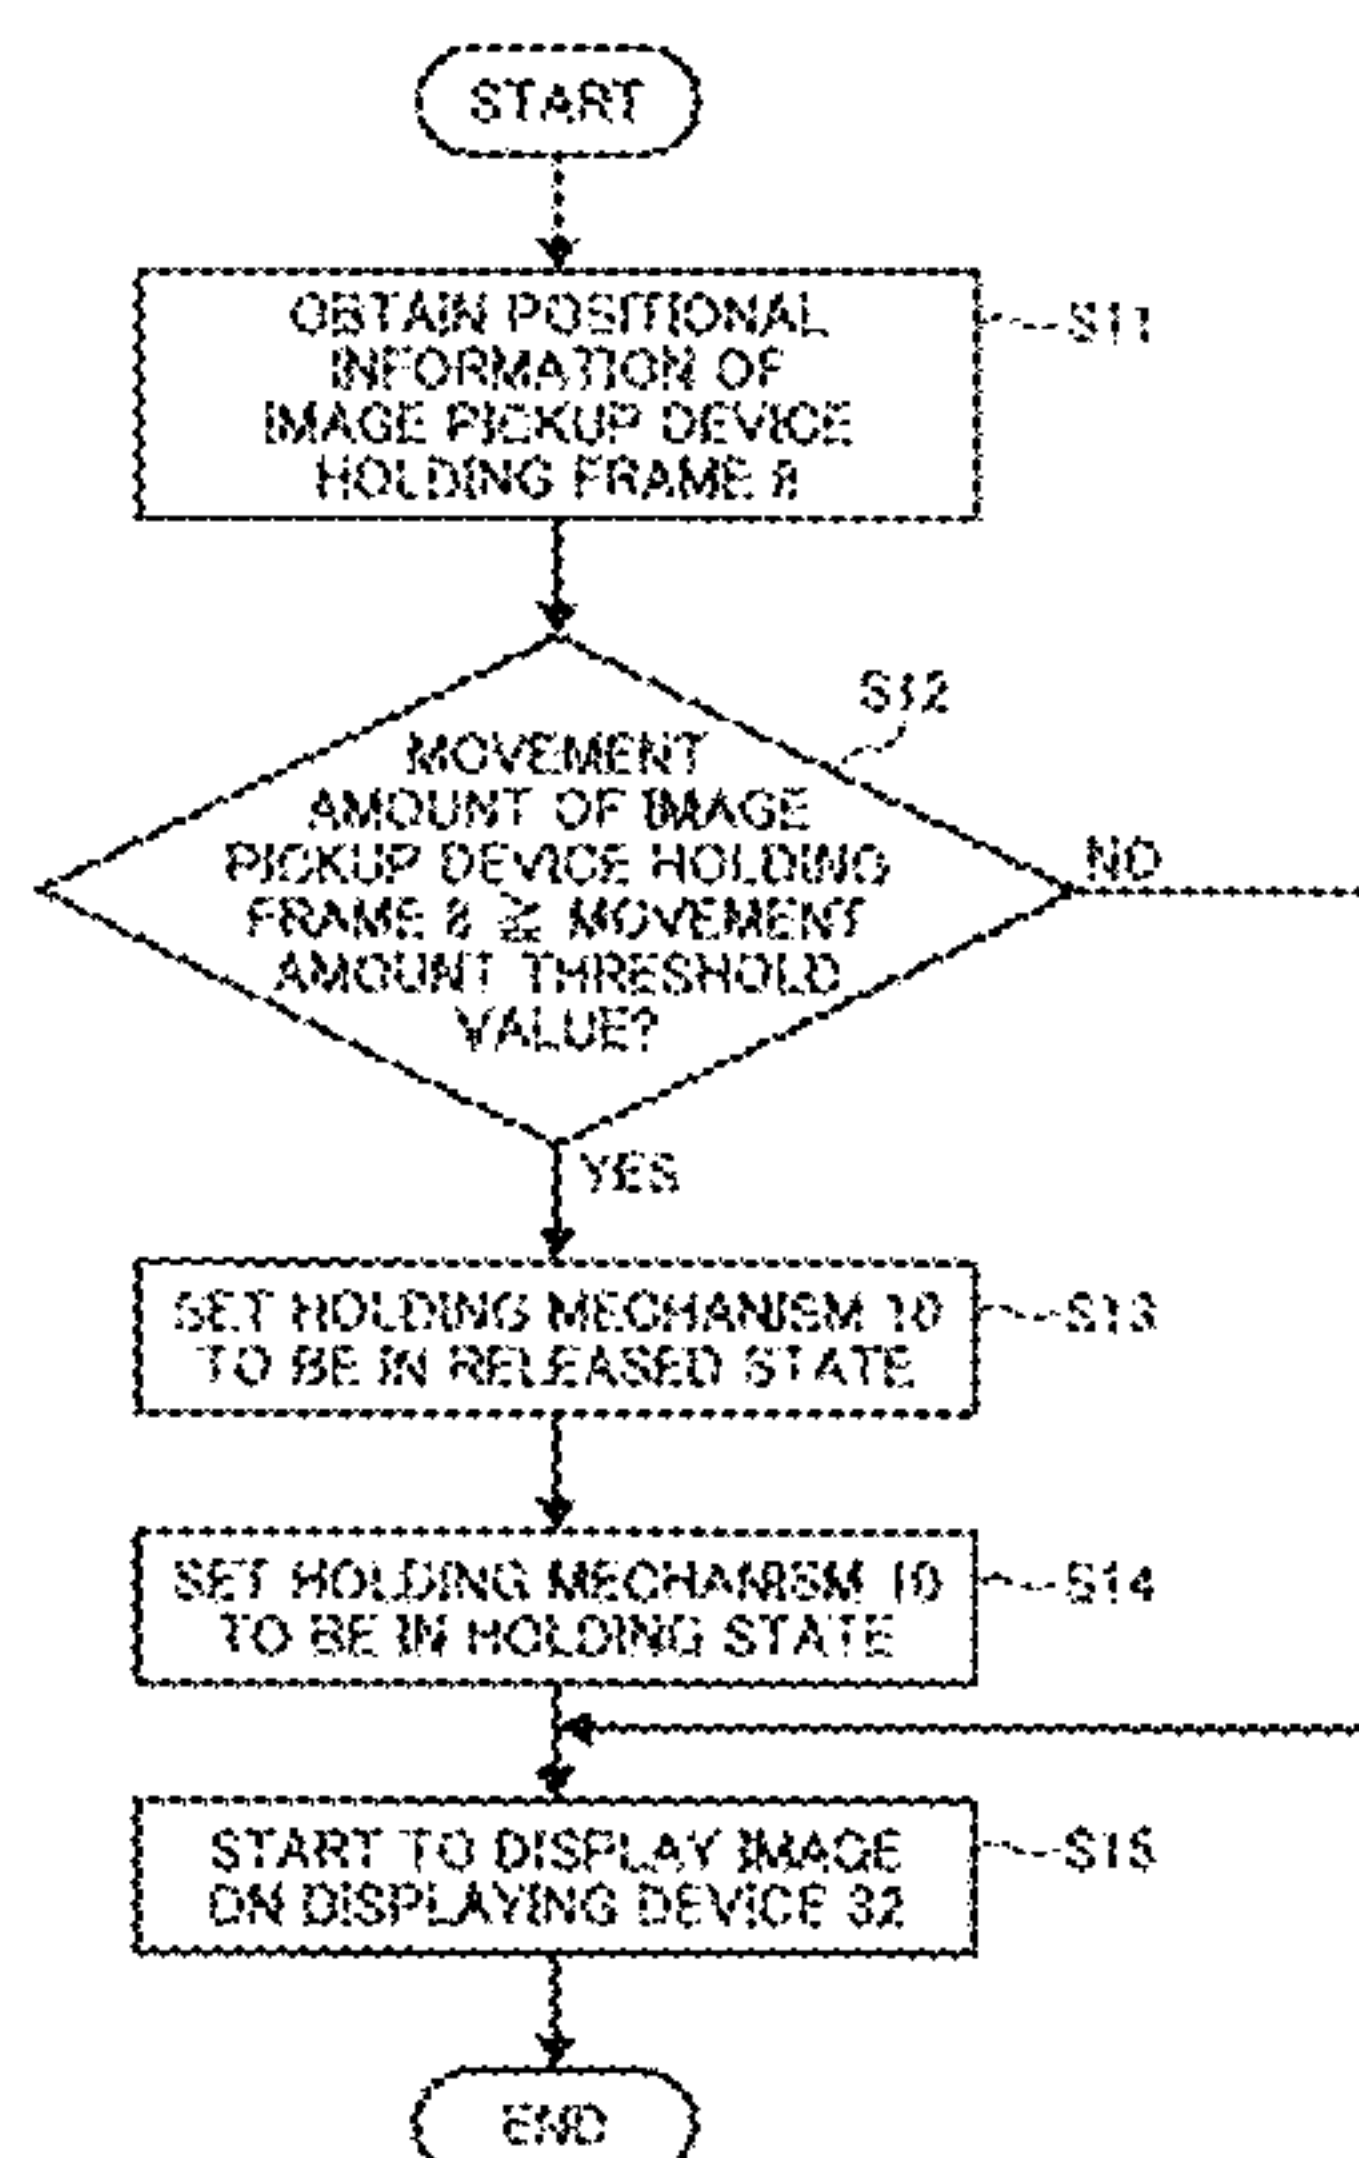 START
OBTAIN POSITIONAL
INFORMATION OF
IMAGE PICKUP DEVICE
HOLDING FRAME 8
S11
S12
MOVEMENT
AMOUNT OF IMAGE
PICKUP DEVICE HOLDING
FRAME 8 ≧ MOVEMENT
AMOUNT THRESHOLD
VALUE?
NO
YES
SET HOLDING MECHANISM 10
TO BE IN RELEASED STATE
S13
SET HOLDING MECHANISM 10
TO BE IN HOLDING STATE
S14
START TO DISPLAY IMAGE
ON DISPLAYING DEVICE 32
S15
END